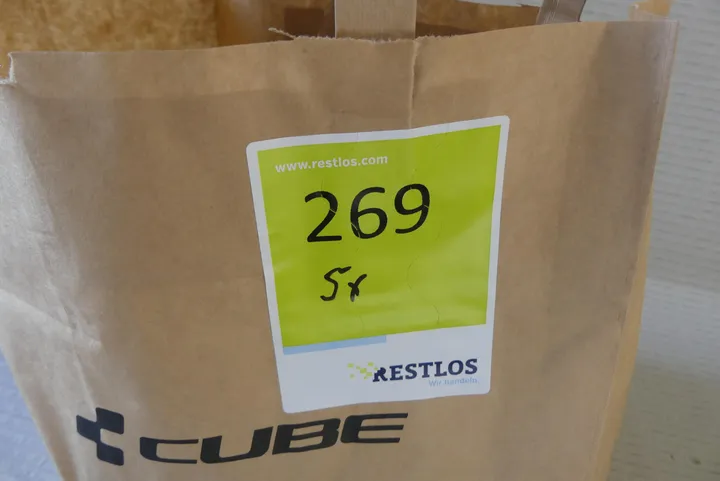 www.restlos.com
269
5x
RESTLOS
Wir handeln.
CUBE